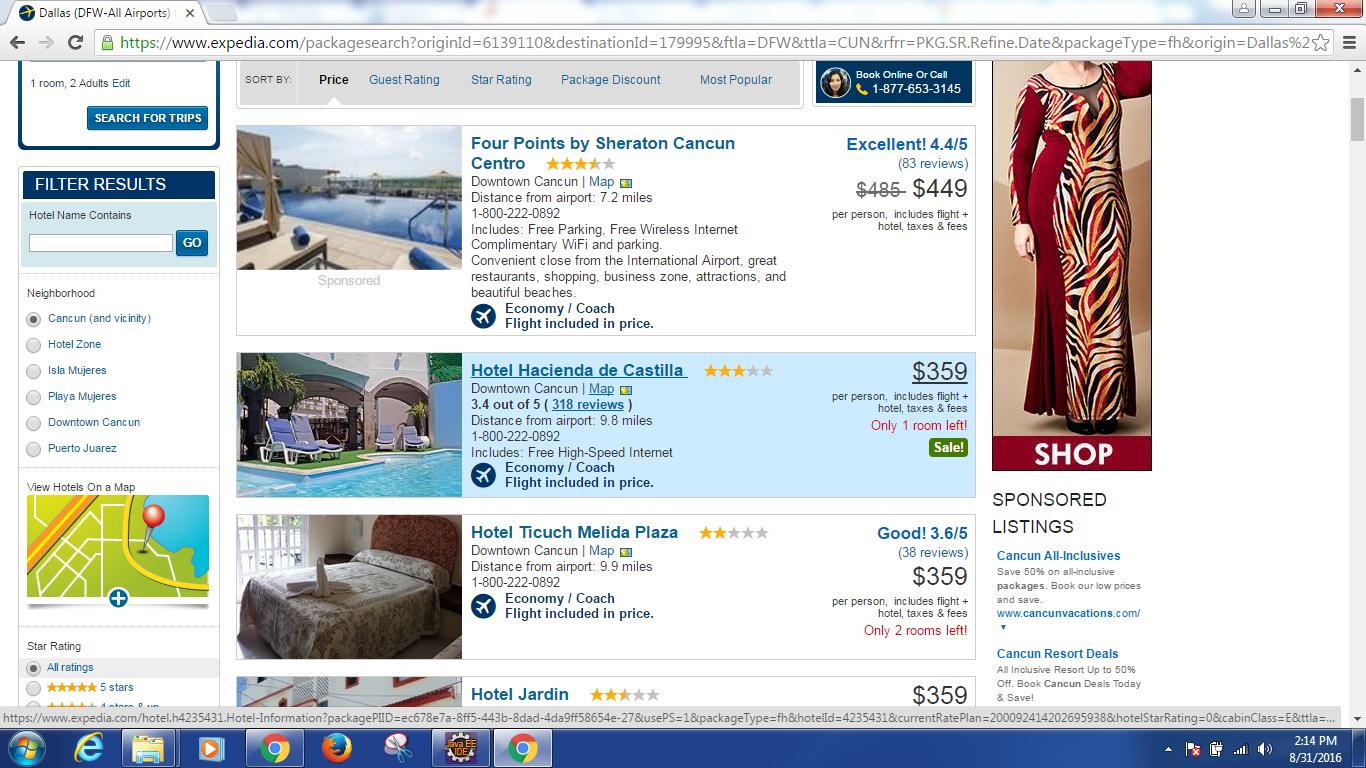 Dallas (DFW-All Airports) t
https://www.expedia.com/packagesearch?originId=6139110&destinationId=179995&ftla=DFW&ttla=CUN&rfrr=PKG.SR.Refine.Date&packageType=fh&origin=Dallas%2
1 room, 2 Adults Edit
SEARCH FOR TRIPS
FILTER RESULTS
Hotel Name Contains
GO
Neighborhood
Cancun (and vicinity)
Hotel Zone
Isla Mujeres
Playa Mujeres
Downtown Cancun
Puerto Juarez
View Hotels On a Map
Star Rating
All ratings
5 stars
4 stars & up
SORT BY: Price Guest Rating Star Rating Package Discount Most Popular
Book Online Or Call
1-877-653-3145
Four Points by Sheraton Cancun
Centro
Downtown Cancun | Map
Distance from airport: 7.2 miles
1-800-222-0892
Includes: Free Parking, Free Wireless Internet
Complimentary WiFi and parking.
Convenient close from the International Airport, great
restaurants, shopping, business zone, attractions, and
beautiful beaches.
Economy / Coach
Flight included in price.
Sponsored
Excellent! 4.4/5
(83 reviews)
$485 $449
per person, includes flight +
hotel, taxes & fees
Hotel Hacienda de Castilla
Downtown Cancun | Map
3.4 out of 5 ( 318 reviews )
Distance from airport: 9.8 miles
1-800-222-0892
Includes: Free High-Speed Internet
Economy / Coach
Flight included in price.
$359
per person, includes flight +
hotel, taxes & fees
Only 1 room left!
Sale!
Hotel Ticuch Melida Plaza
Downtown Cancun | Map
Distance from airport: 9.9 miles
1-800-222-0892
Economy / Coach
Flight included in price.
Good! 3.6/5
(38 reviews)
$359
per person, includes flight +
hotel, taxes & fees
Only 2 rooms left!
Hotel Jardin
$359
SHOP
SPONSORED
LISTINGS
Cancun All-Inclusives
Save 50% on all-inclusive
packages. Book our low prices
and save.
www.cancunvacations.com/
Cancun Resort Deals
All Inclusive Resort Up to 50%
Off. Book Cancun Deals Today
& Save!
https://www.expedia.com/hotel.h4235431.Hotel-Information?packagePIID=ec678e7a-8ff5-443b-8dad-4da9ff58654e-27&usePS=1&packageType=fh&hotelId=4235431&currentRatePlan=200092414202695938&hotelStarRating=0&cabinClass=E&ttla=...
Java EE
IDE
2:14 PM
8/31/2016